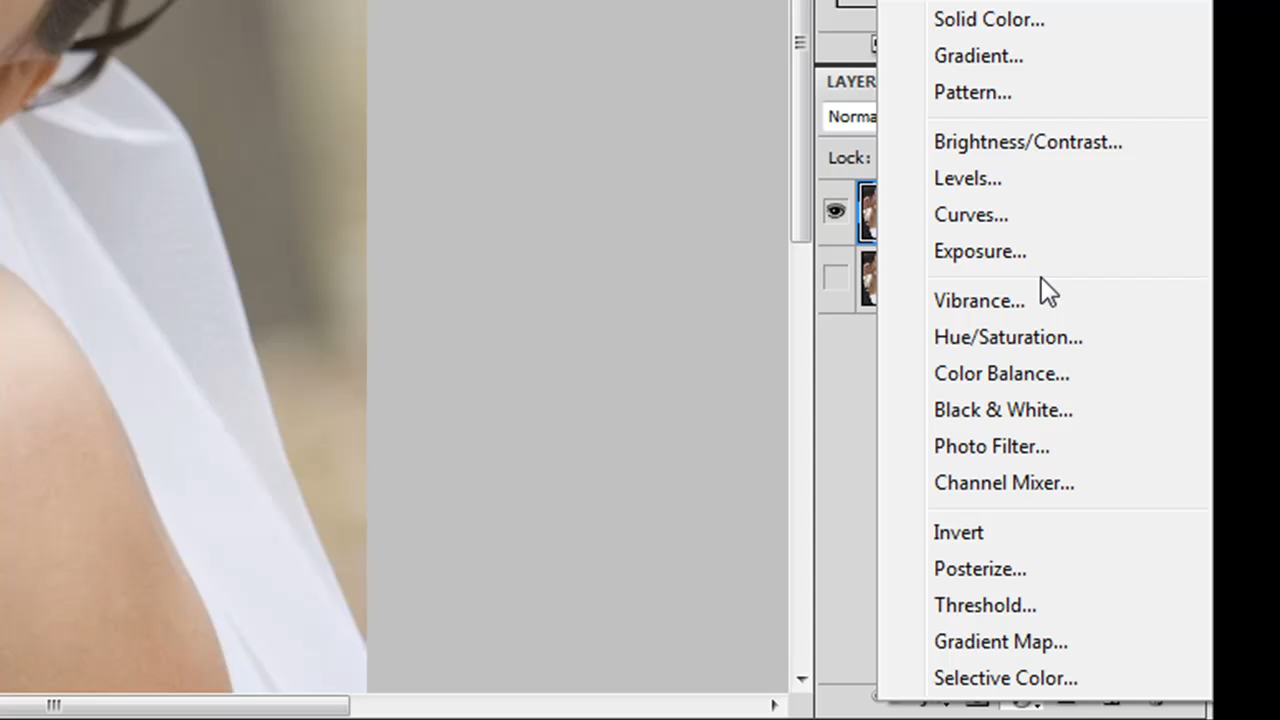 Solid Color...
Gradient...
Pattern...
LAYER
Norma
Lock:
Brightness/Contrast...
Levels...
Curves...
Exposure...
Vibrance...
Hue/Saturation...
Color Balance...
Black & White...
Photo Filter...
Channel Mixer...
Invert
Posterize...
Threshold...
Gradient Map...
Selective Color...